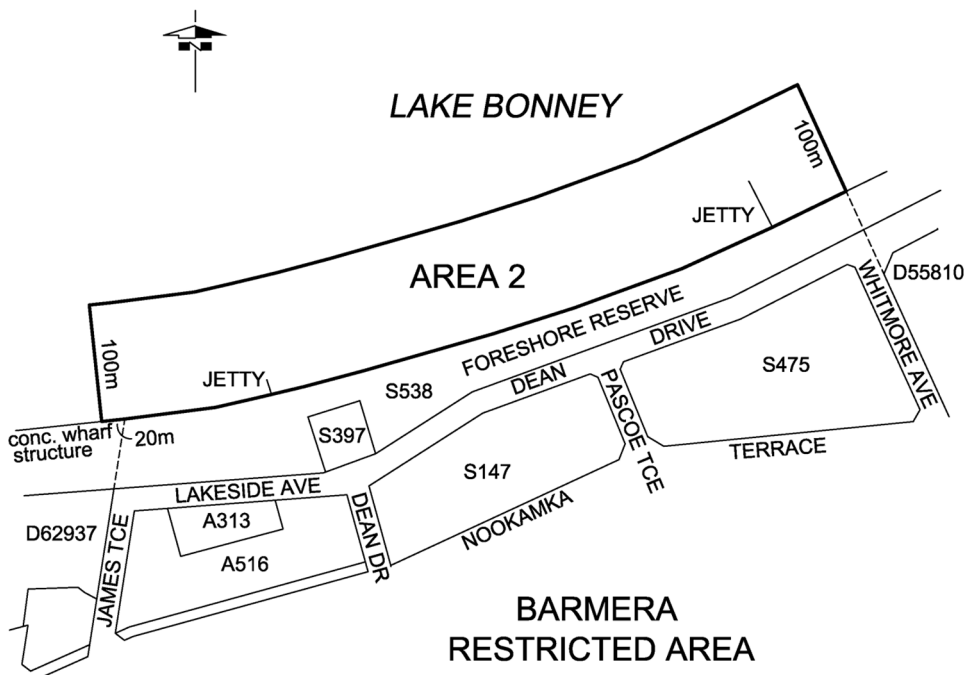 N
LAKE BONNEY
100m
JETTY
AREA 2
D55810
WHITMORE AVE
FORESHORE RESERVE
DRIVE
100m
JETTY
S538
DEAN
S475
PASCOE TCE
conc. wharf
structure
20m
S397
TERRACE
S147
LAKESIDE AVE
NOOKAMKA
D62937
JAMES TCE
A313
DEAN DR
A516
BARMERA
RESTRICTED AREA